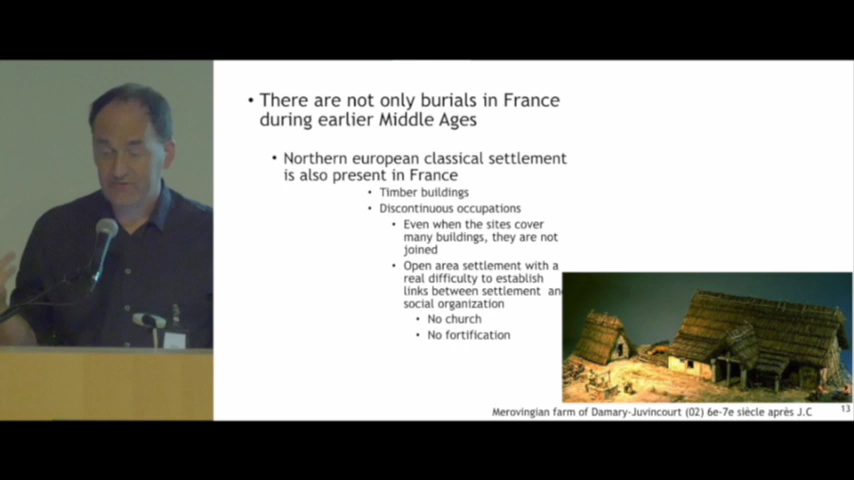 • There are not only burials in France
during earlier Middle Ages
• Northern european classical settlement
is also present in France
• Timber buildings
• Discontinuous occupations
• Even when the sites cover
many buildings, they are not
joined
• Open area settlement with a
real difficulty to establish
links between settlement an
social organization
• No church
• No fortification
Merovingian farm of Damary-Juvincourt (02) 6e-7e siècle après J.C
13